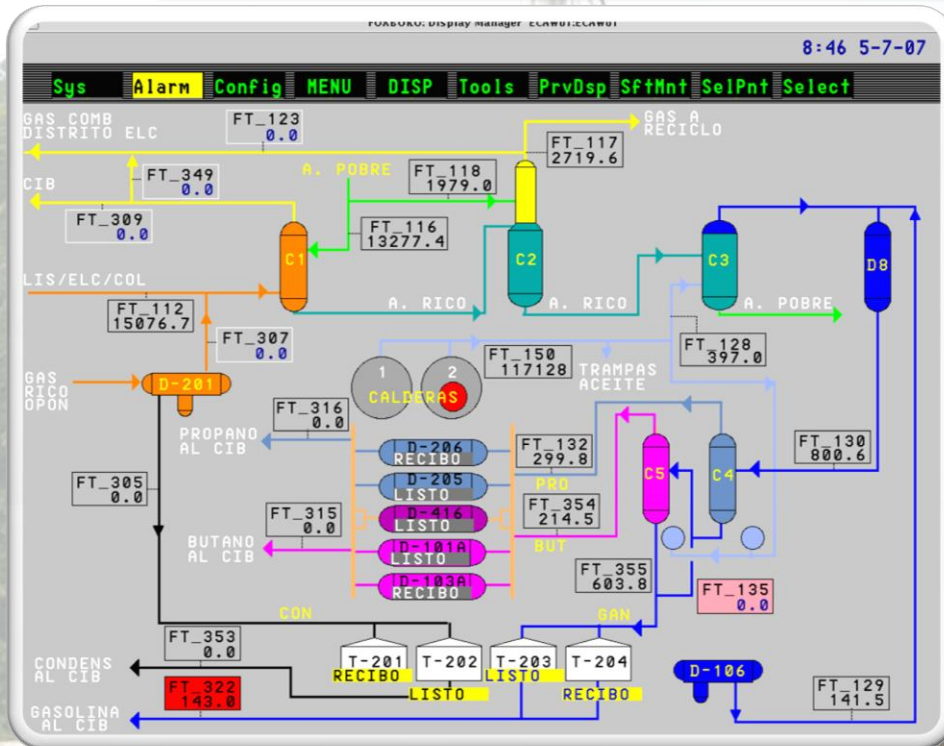 FOXBORO: Display Manager ECAW01:ECAW01
8:46 5-7-07
Sys Alarm Config MENU DISP Tools PrvDsp SftMnt SelPnt Select
GAS COMB
DISTRITO ELC
FT_123
0.0
GAS A
RECICLO
FT_117
2719.6
CIB
FT_349
0.0
A. POBRE
FT_118
1979.0
FT_309
0.0
FT_116
13277.4
C1
C2
C3
D8
LIS/ELC/COL
FT_112
15076.7
A. RICO
A. RICO
A. POBRE
FT_307
0.0
FT_128
397.0
FT_150
117128
TRAMPAS
ACEITE
GAS
RICO
OPON
D-201
1
2
CALDERAS
FT_316
0.0
PROPANO
AL CIB
D-206
RECIBO
FT_132
299.8
PRO
FT_130
800.6
C5
C4
D-205
LISTO
FT_305
0.0
FT_315
0.0
D-416
LISTO
FT_354
214.5
BUT
BUTANO
AL CIB
D-101A
LISTO
D-103A
RECIBO
FT_355
603.8
FT_135
0.0
CON
GAN
FT_353
0.0
T-201
RECIBO
T-202
LISTO
T-203
LISTO
T-204
RECIBO
D-106
CONDENS
AL CIB
FT_322
143.0
FT_129
141.5
GASOLINA
AL CIB